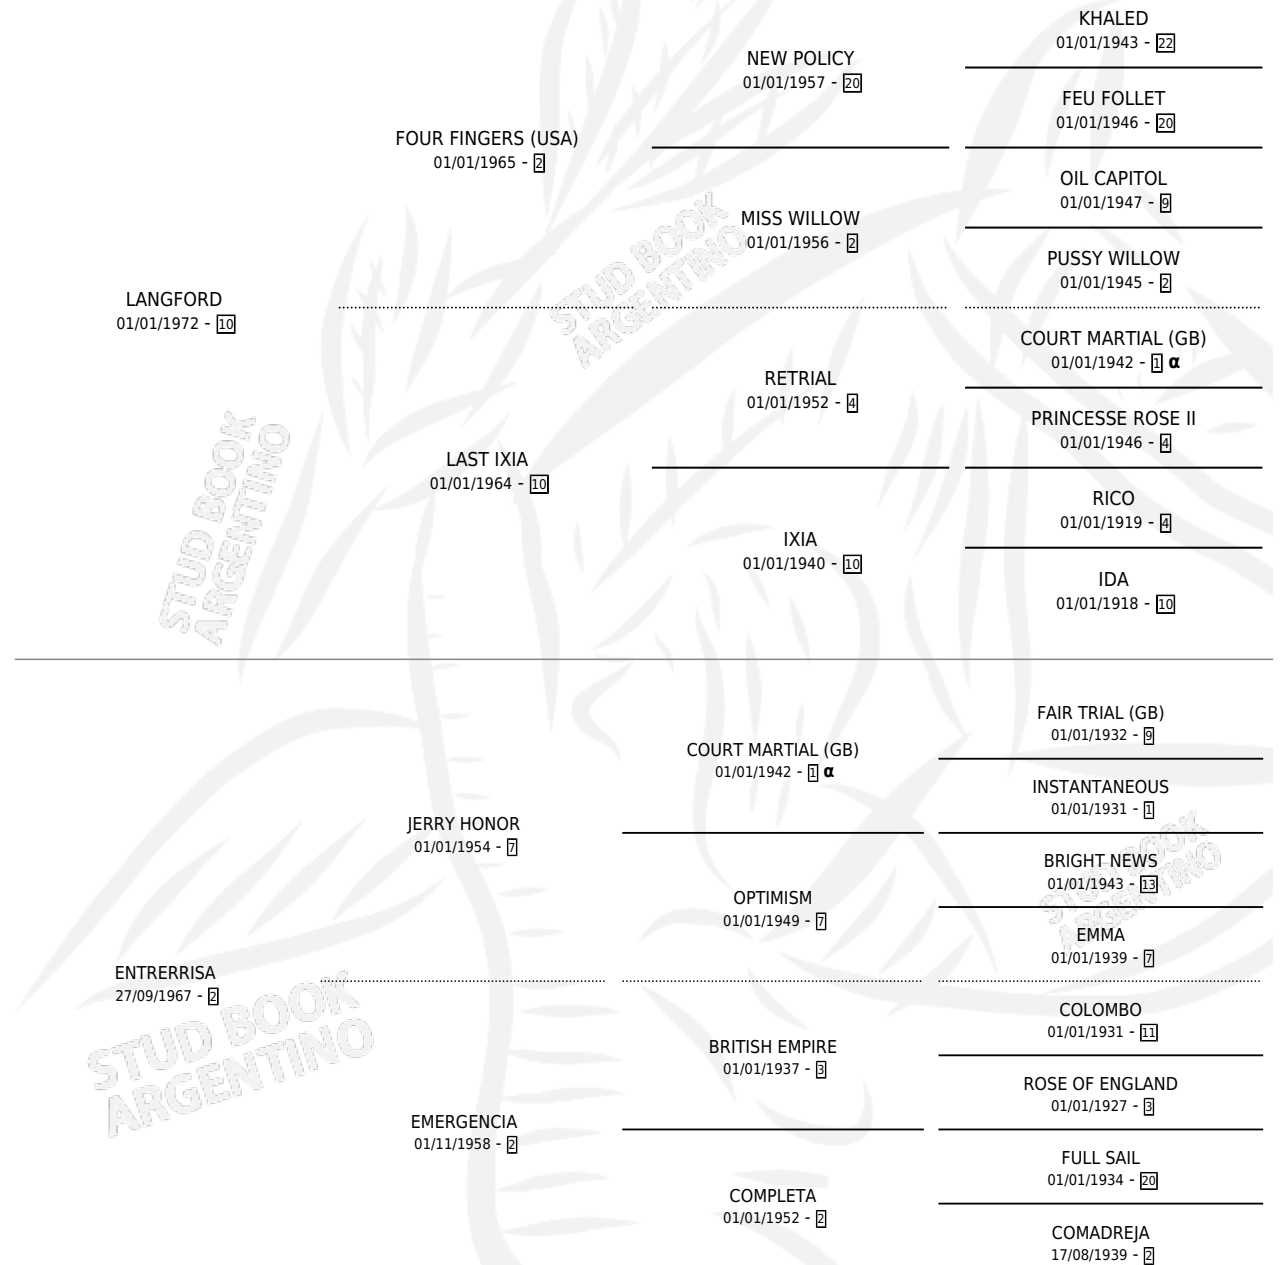 KHALED
01/01/1943 - 22
NEW POLICY
01/01/1957 - 20
FEU FOLLET
01/01/1946 - 20
FOUR FINGERS (USA)
01/01/1965 - 2
OIL CAPITOL
01/01/1947 - 9
MISS WILLOW
01/01/1956 - 2
PUSSY WILLOW
01/01/1945 - 2
STUD BOOK
ARGENTINO
LANGFORD
01/01/1972 - 10
COURT MARTIAL (GB)
01/01/1942 - 1 α
RETRIAL
01/01/1952 - 4
PRINCESSE ROSE II
01/01/1946 - 4
LAST IXIA
01/01/1964 - 10
RICO
01/01/1919 - 4
IXIA
01/01/1940 - 10
IDA
01/01/1918 - 10
STUD BOOK
ARGENTINO
FAIR TRIAL (GB)
01/01/1932 - 9
COURT MARTIAL (GB)
01/01/1942 - 1 α
INSTANTANEOUS
01/01/1931 - 1
JERRY HONOR
01/01/1954 - 7
BRIGHT NEWS
01/01/1943 - 13
OPTIMISM
01/01/1949 - 7
EMMA
01/01/1939 - 7
STUD BOOK
ARGENTINO
ENTRERRISA
27/09/1967 - 2
COLOMBO
01/01/1931 - 11
BRITISH EMPIRE
01/01/1937 - 3
ROSE OF ENGLAND
01/01/1927 - 3
STUD BOOK
ARGENTINO
EMERGENCIA
01/11/1958 - 2
FULL SAIL
01/01/1934 - 20
COMPLETA
01/01/1952 - 2
COMADREJA
17/08/1939 - 2